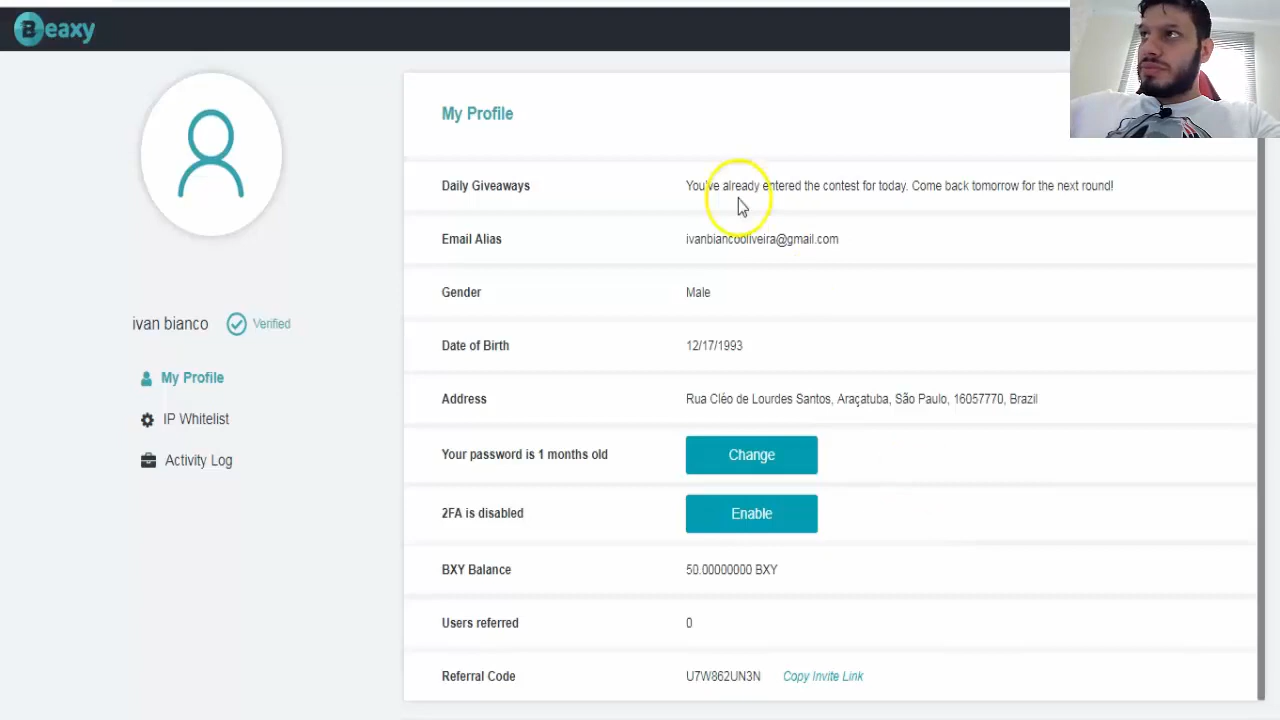 Beaxy
My Profile
Daily Giveaways You've already entered the contest for today. Come back tomorrow for the next round!
Email Alias ivanbiancooliveira@gmail.com
Gender Male
ivan bianco Verified
Date of Birth 12/17/1993
My Profile
Address Rua Cléo de Lourdes Santos, Araçatuba, São Paulo, 16057770, Brazil
IP Whitelist
Your password is 1 months old Change
Activity Log
2FA is disabled Enable
BXY Balance 50.00000000 BXY
Users referred 0
Referral Code U7W862UN3N Copy Invite Link